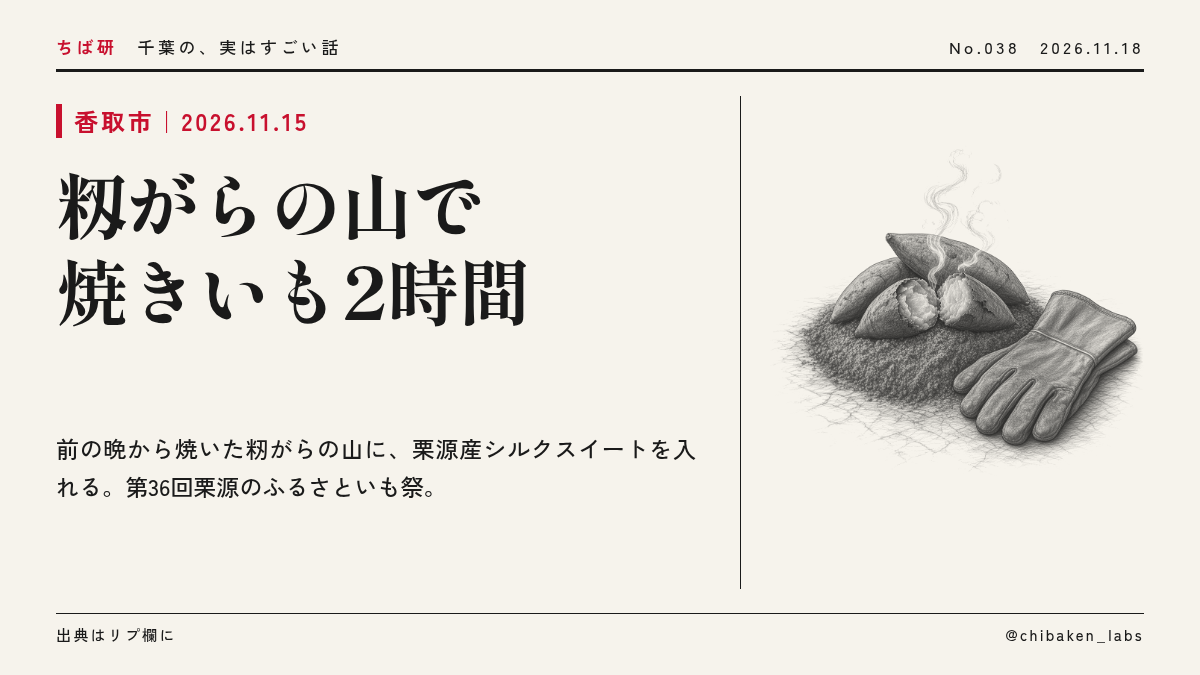 ちば研 千葉の、実はすごい話
No.038 2026.11.18
香取市｜2026.11.15
籾がらの山で
焼きいも2時間
前の晩から焼いた籾がらの山に、栗源産シルクスイートを入
れる。第36回栗源のふるさといも祭。
出典はリプ欄に
@chibaken_labs